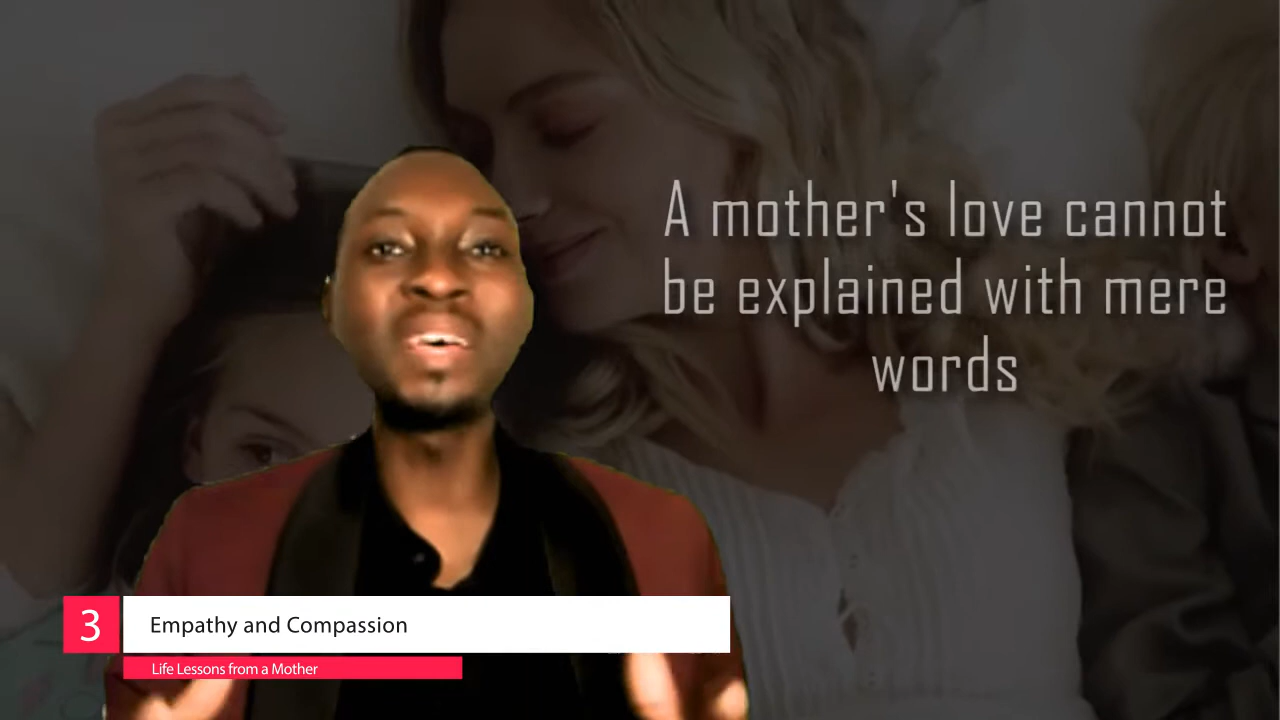 A mother's love cannot
be explained with mere
words
3
Empathy and Compassion
Life Lessons from a Mother